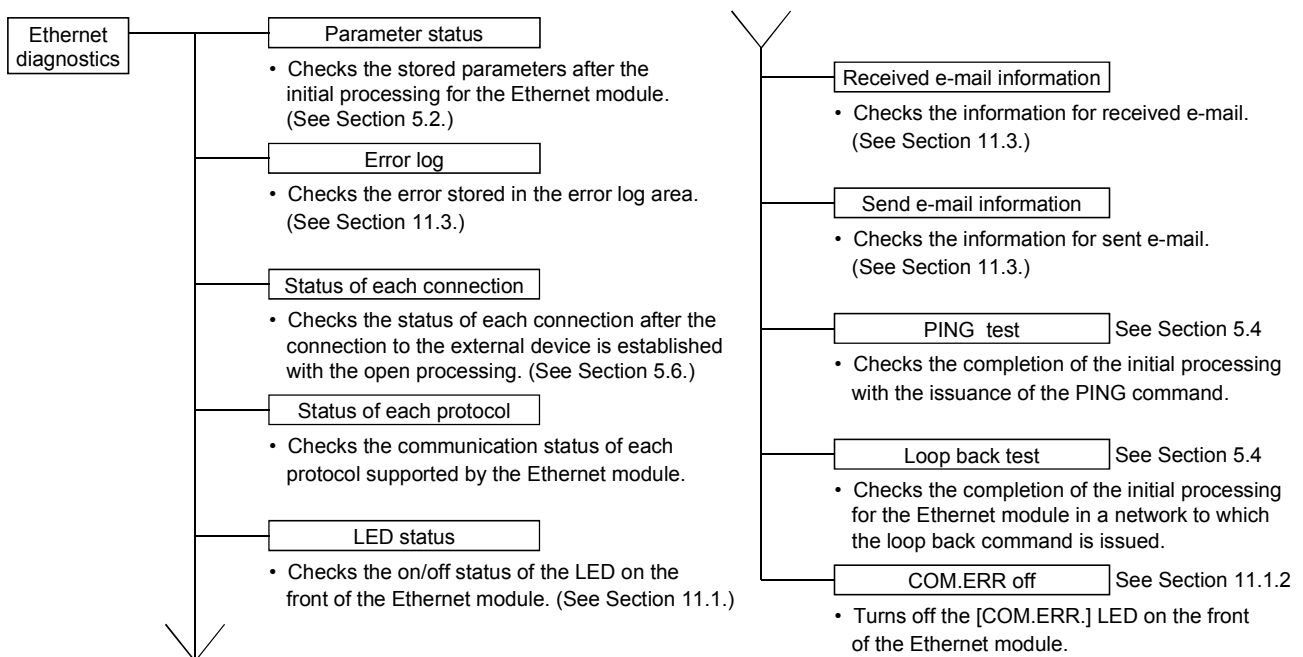 Ethernet
diagnostics
Parameter status
• Checks the stored parameters after the
initial processing for the Ethernet module.
(See Section 5.2.)
Error log
• Checks the error stored in the error log area.
(See Section 11.3.)
Status of each connection
• Checks the status of each connection after the
connection to the external device is established
with the open processing. (See Section 5.6.)
Status of each protocol
• Checks the communication status of each
protocol supported by the Ethernet module.
LED status
• Checks the on/off status of the LED on the
front of the Ethernet module. (See Section 11.1.)
Received e-mail information
• Checks the information for received e-mail.
(See Section 11.3.)
Send e-mail information
• Checks the information for sent e-mail.
(See Section 11.3.)
PING test See Section 5.4
• Checks the completion of the initial processing
with the issuance of the PING command.
Loop back test See Section 5.4
• Checks the completion of the initial processing
for the Ethernet module in a network to which
the loop back command is issued.
COM.ERR off See Section 11.1.2
• Turns off the [COM.ERR.] LED on the front
of the Ethernet module.